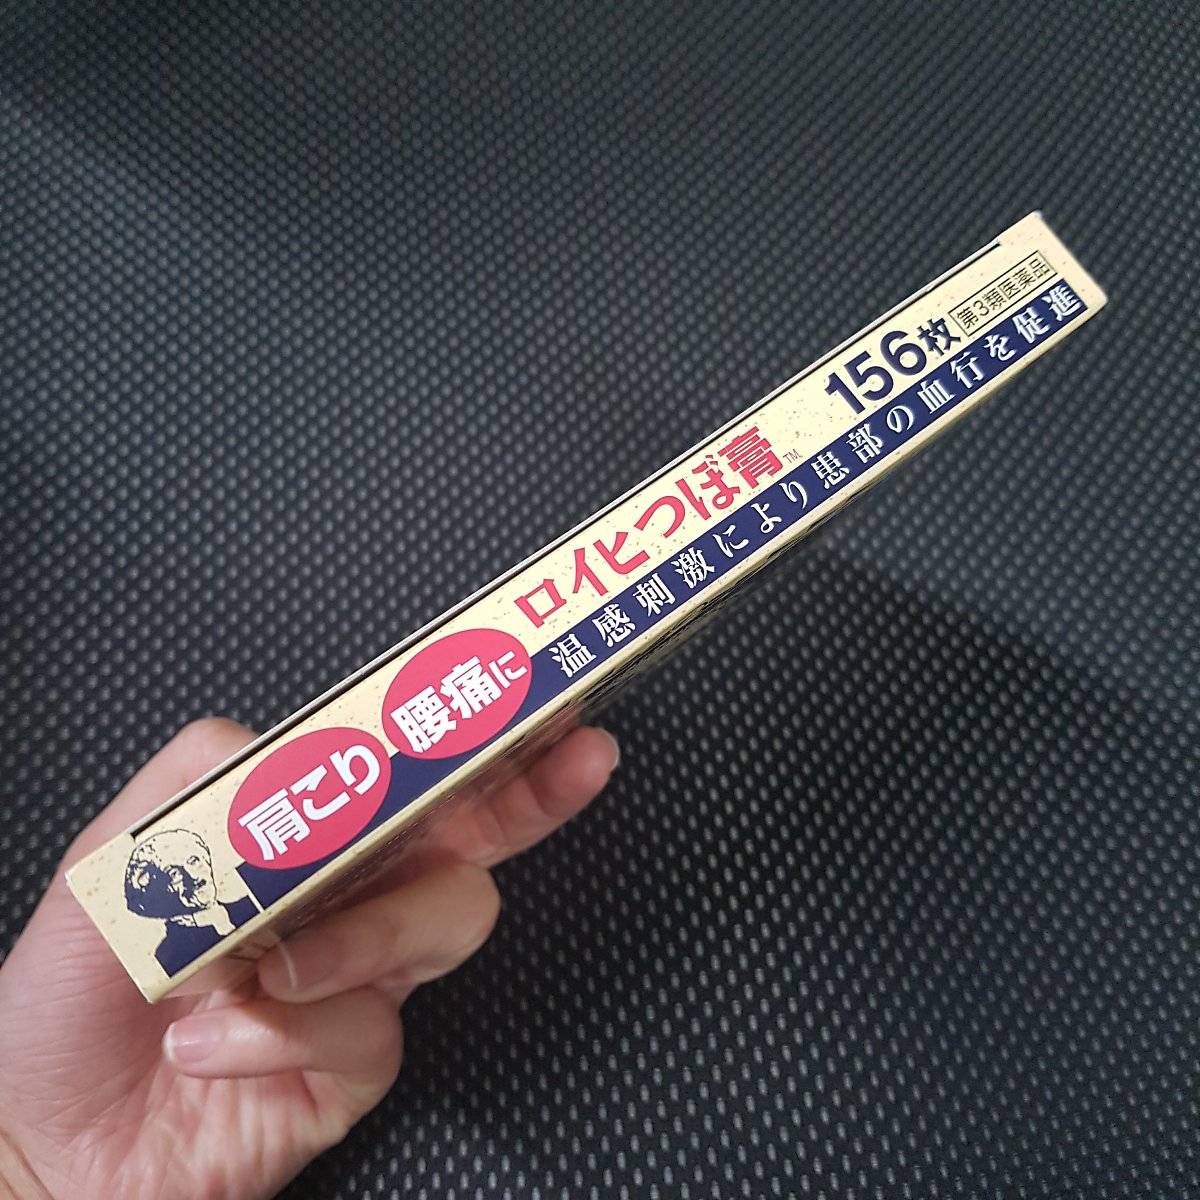 肩こり
腰痛に
ロイヒつぼ膏™
156枚
第3類医薬品
温感刺激により患部の血行を促進